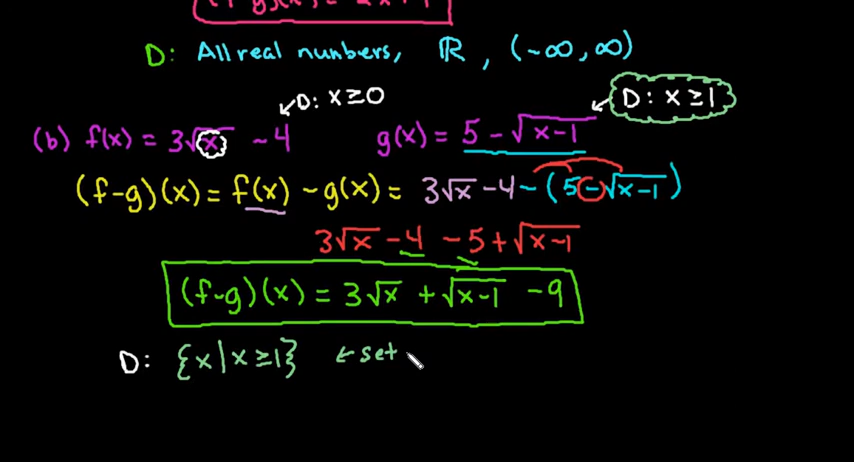 D: All real numbers, ℝ, (-∞, ∞)
D: x≥0
D: x≥1
(b) f(x) = 3√x - 4 g(x) = 5 - √(x-1)
(f-g)(x) = f(x) - g(x) = 3√x - 4 - (5 - √(x-1))
3√x - 4 - 5 + √(x-1)
(f-g)(x) = 3√x + √(x-1) - 9
D: {x|x≥1} ← set